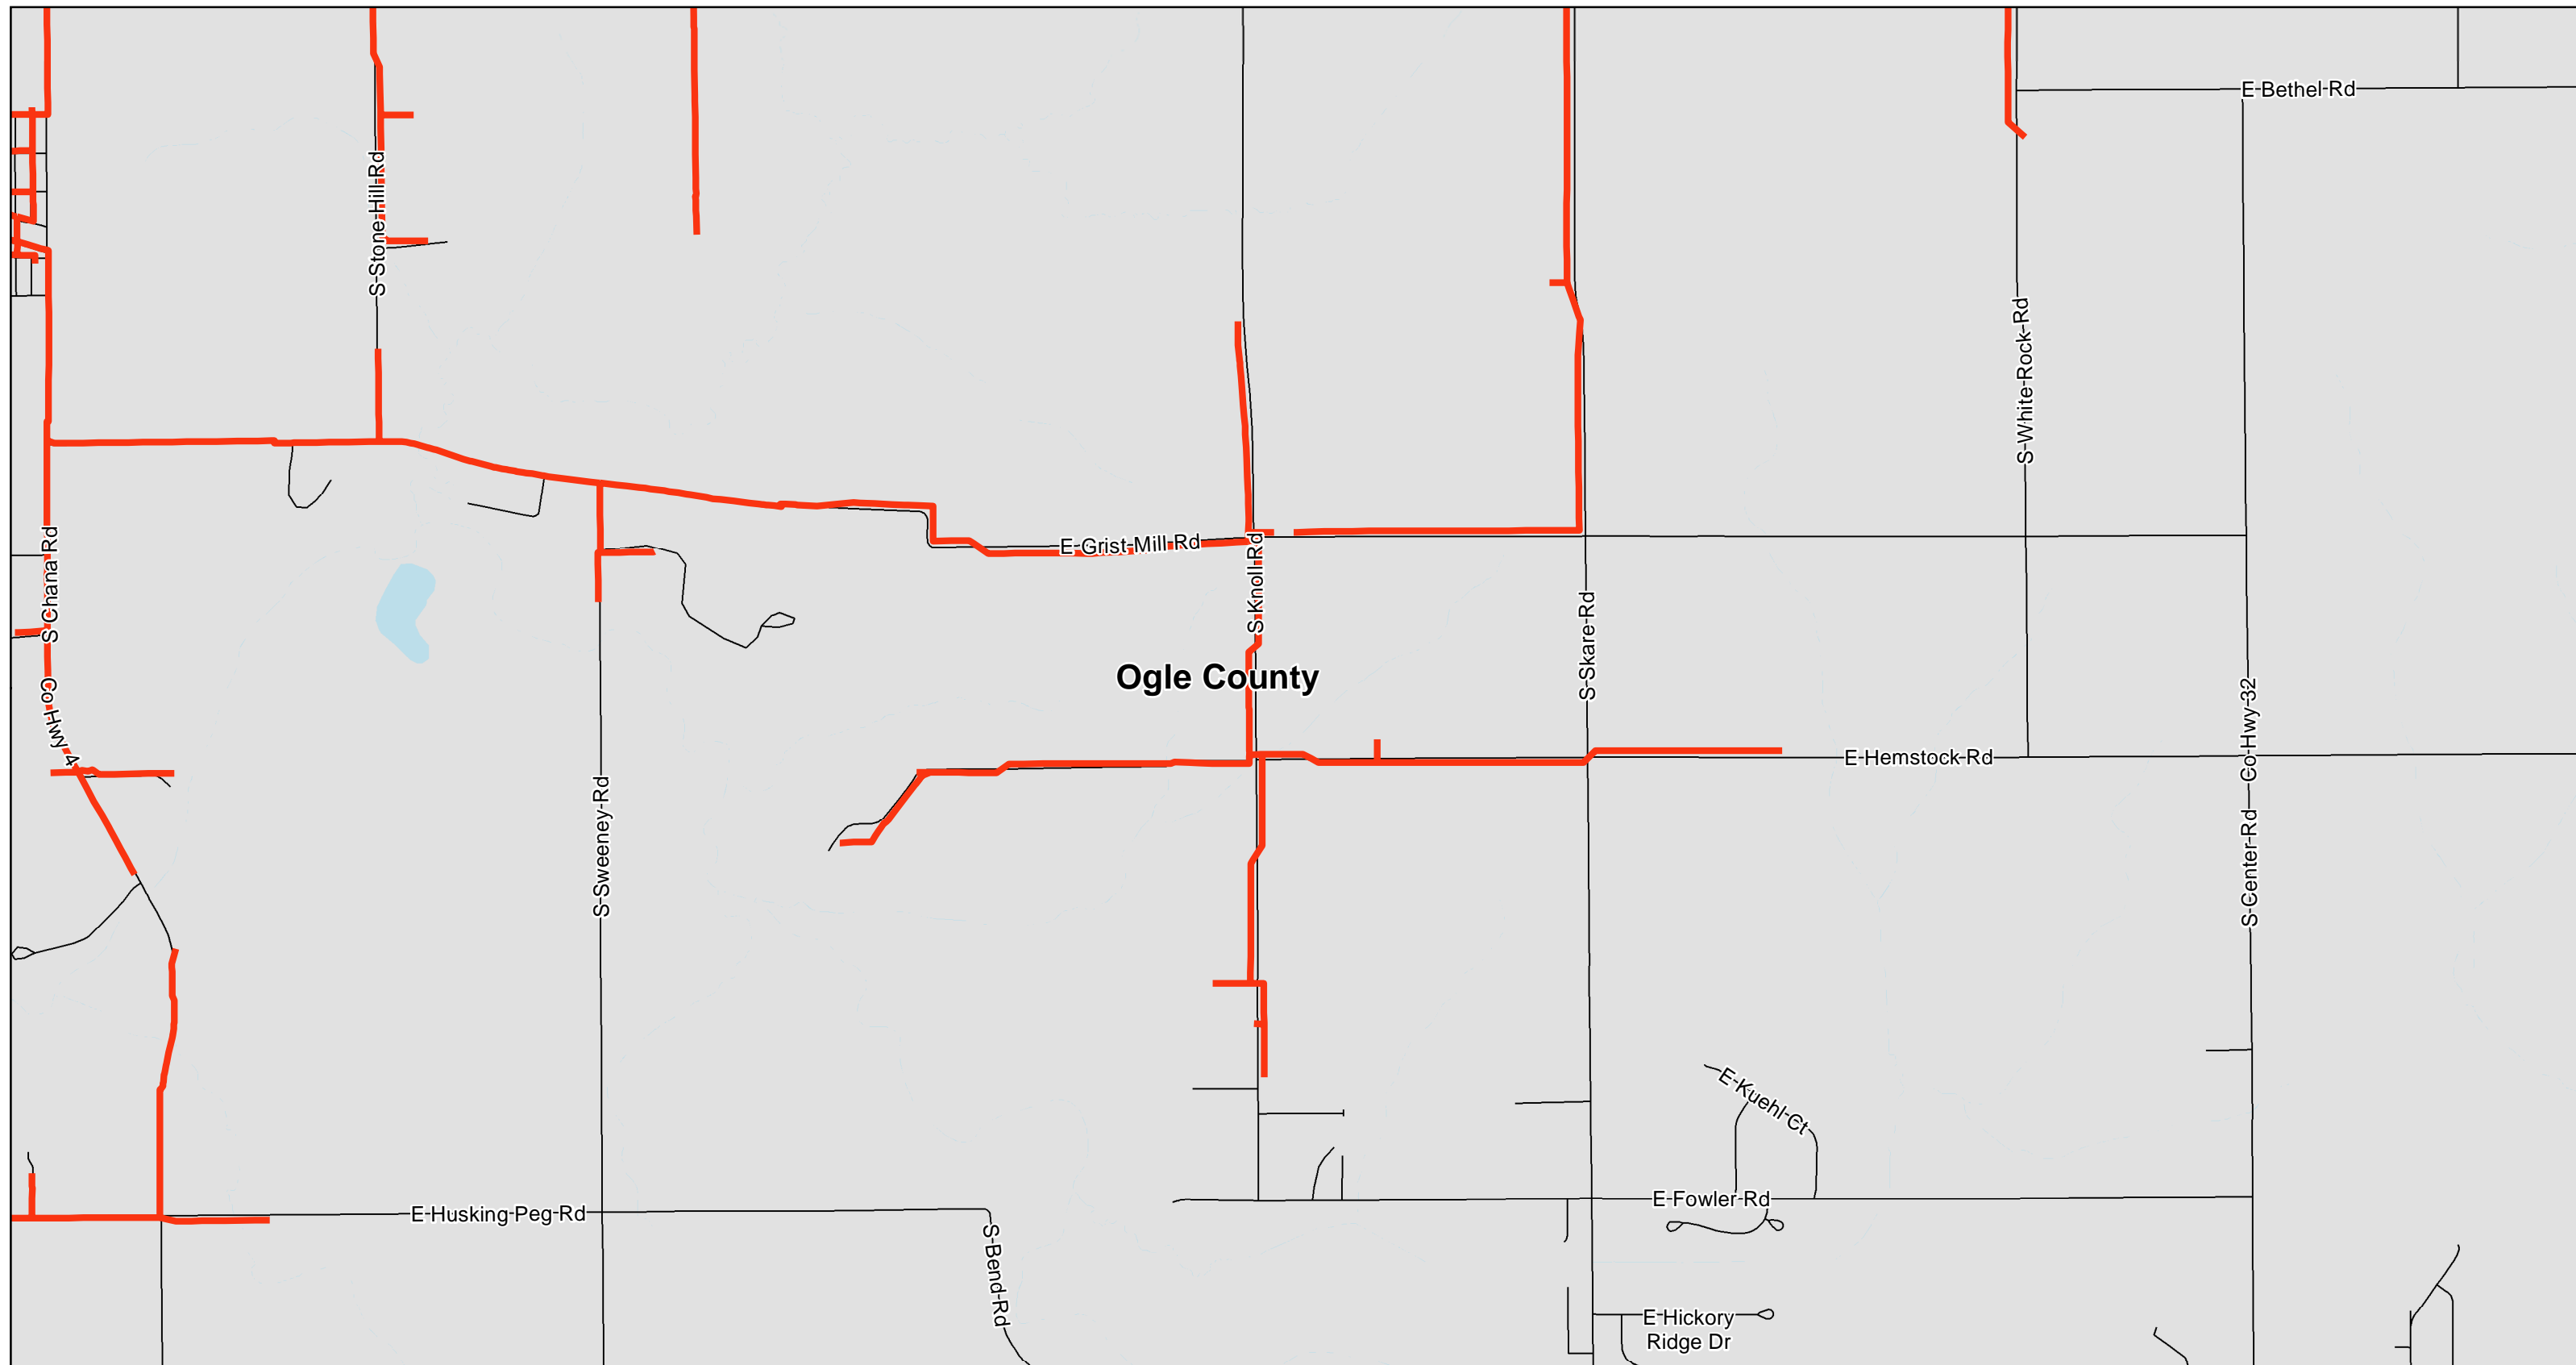 E Bethel Rd
S Stone Hill Rd
S White Rock Rd
S Chana Rd
E Grist Mill Rd
S Knoll Rd
S Skare Rd
Ogle County
Co Hwy 4
Co Hwy 32
E Hemstock Rd
S Sweeney Rd
S Center Rd
E Kuehl Ct
E Fowler Rd
E Husking Peg Rd
S Bend Rd
E Hickory
Ridge Dr